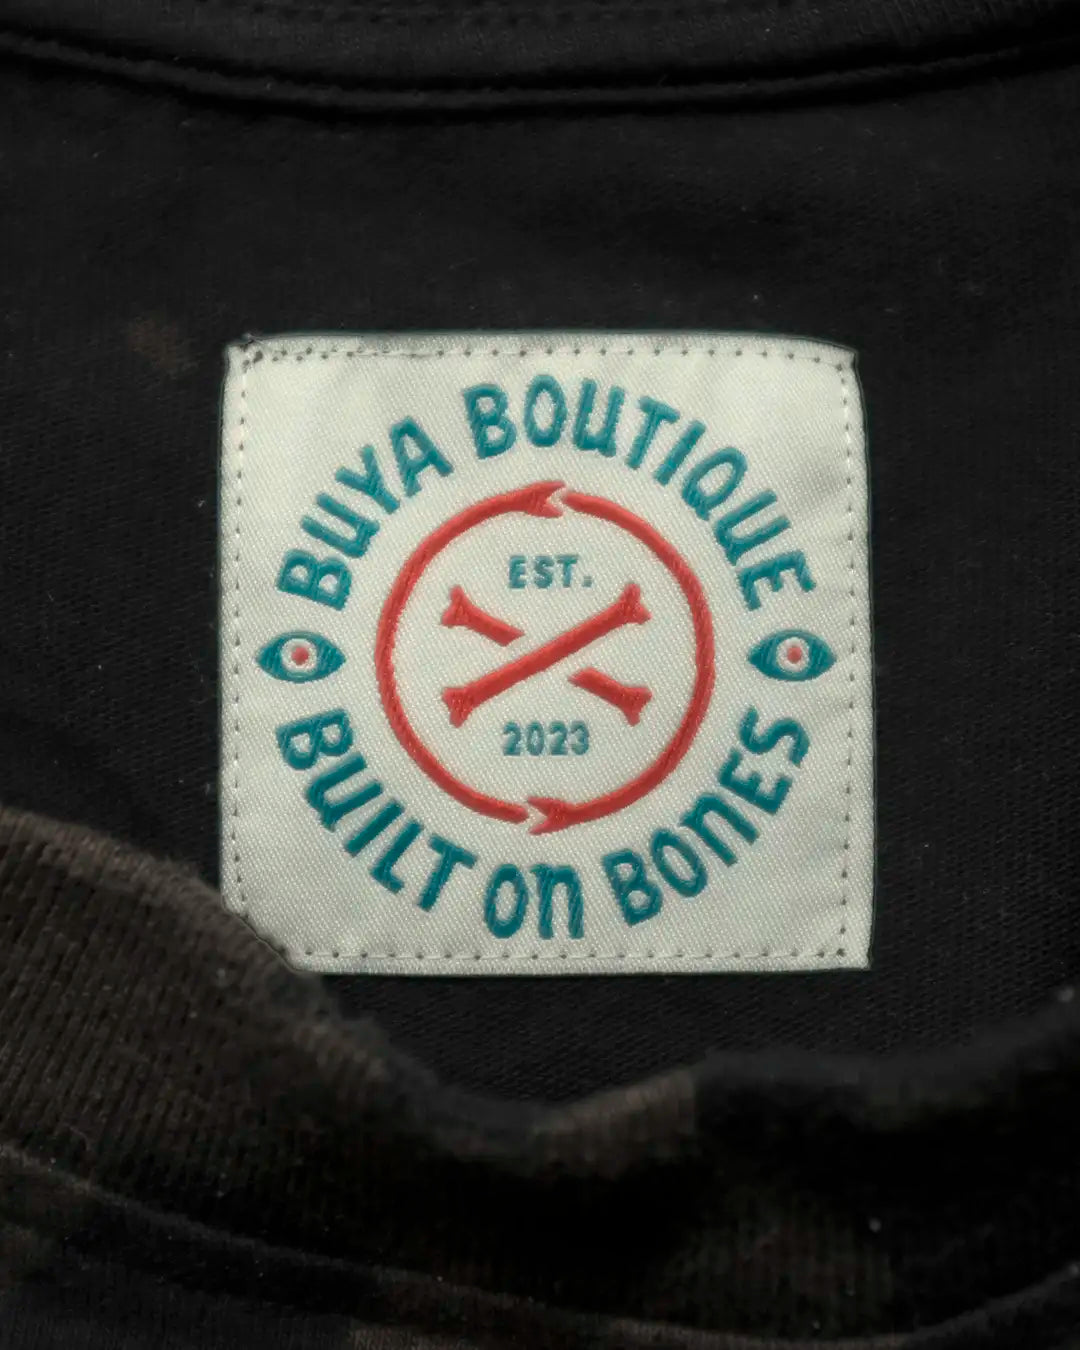 BUYA BOUTIQUE
EST.
2023
BUILT on BONES